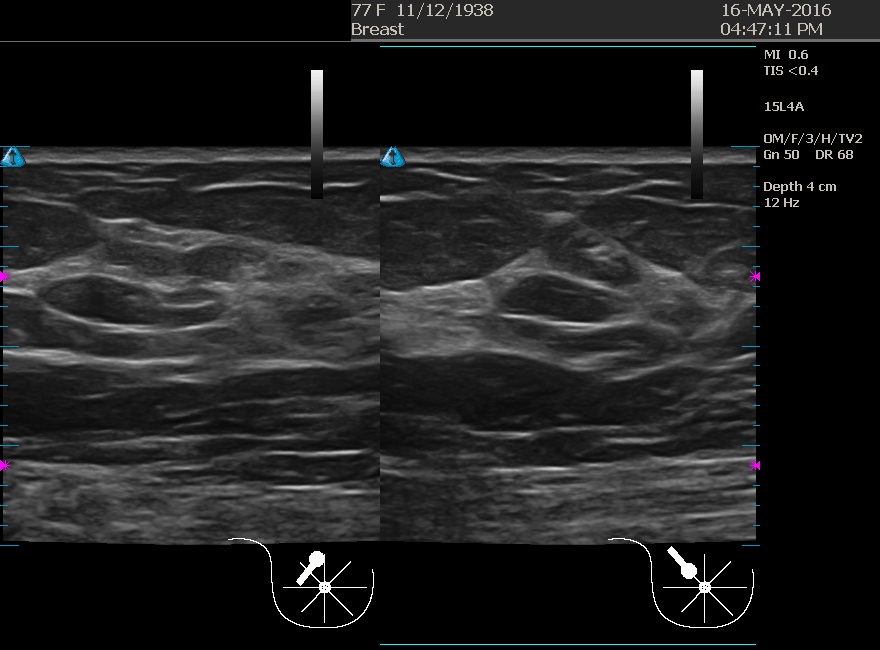 77 F 11/12/1938 16-MAY-2016
Breast 04:47:11 PM
MI 0.6
TIS <0.4
15L4A
OM/F/3/H/TV2
Gn 50 DR 68
Depth 4 cm
12 Hz